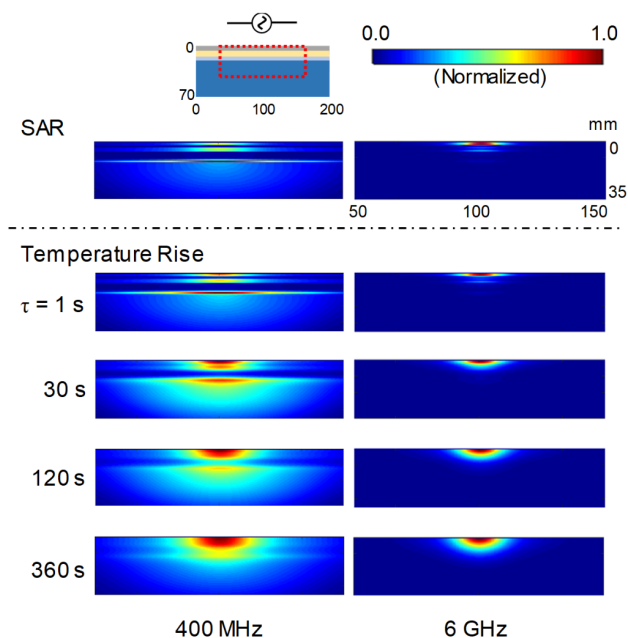 0.0 1.0
(Normalized)
0
70
0 100 200
SAR
mm
0
35
50 100 150
Temperature Rise
τ = 1 s
30 s
120 s
360 s
400 MHz 6 GHz